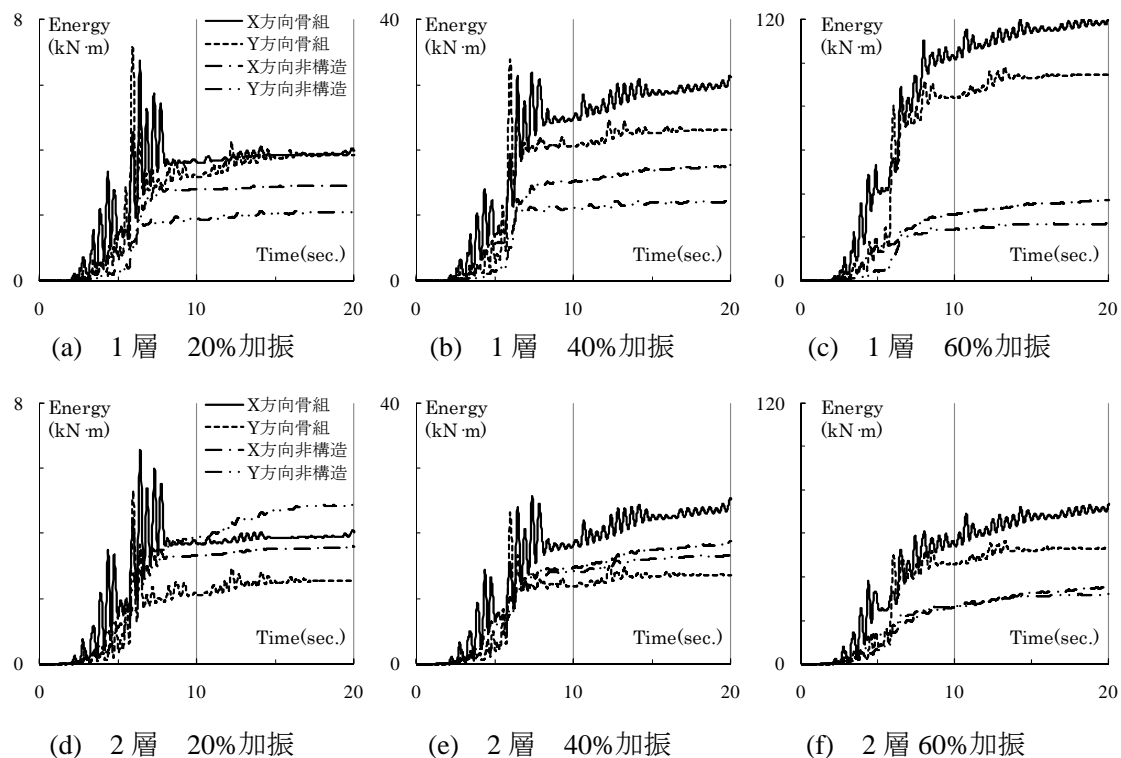 8
Energy
(kN·m)
X方向骨組
Y方向骨組
X方向非構造
Y方向非構造
Time(sec.)
0
0
10
20
(a) 1層 20%加振
40
Energy
(kN·m)
Time(sec.)
0
0
10
20
(b) 1層 40%加振
120
Energy
(kN·m)
Time(sec.)
0
0
10
20
(c) 1層 60%加振
8
Energy
(kN·m)
X方向骨組
Y方向骨組
X方向非構造
Y方向非構造
Time(sec.)
0
0
10
20
(d) 2層 20%加振
40
Energy
(kN·m)
Time(sec.)
0
0
10
20
(e) 2層 40%加振
120
Energy
(kN·m)
Time(sec.)
0
0
10
20
(f) 2層 60%加振